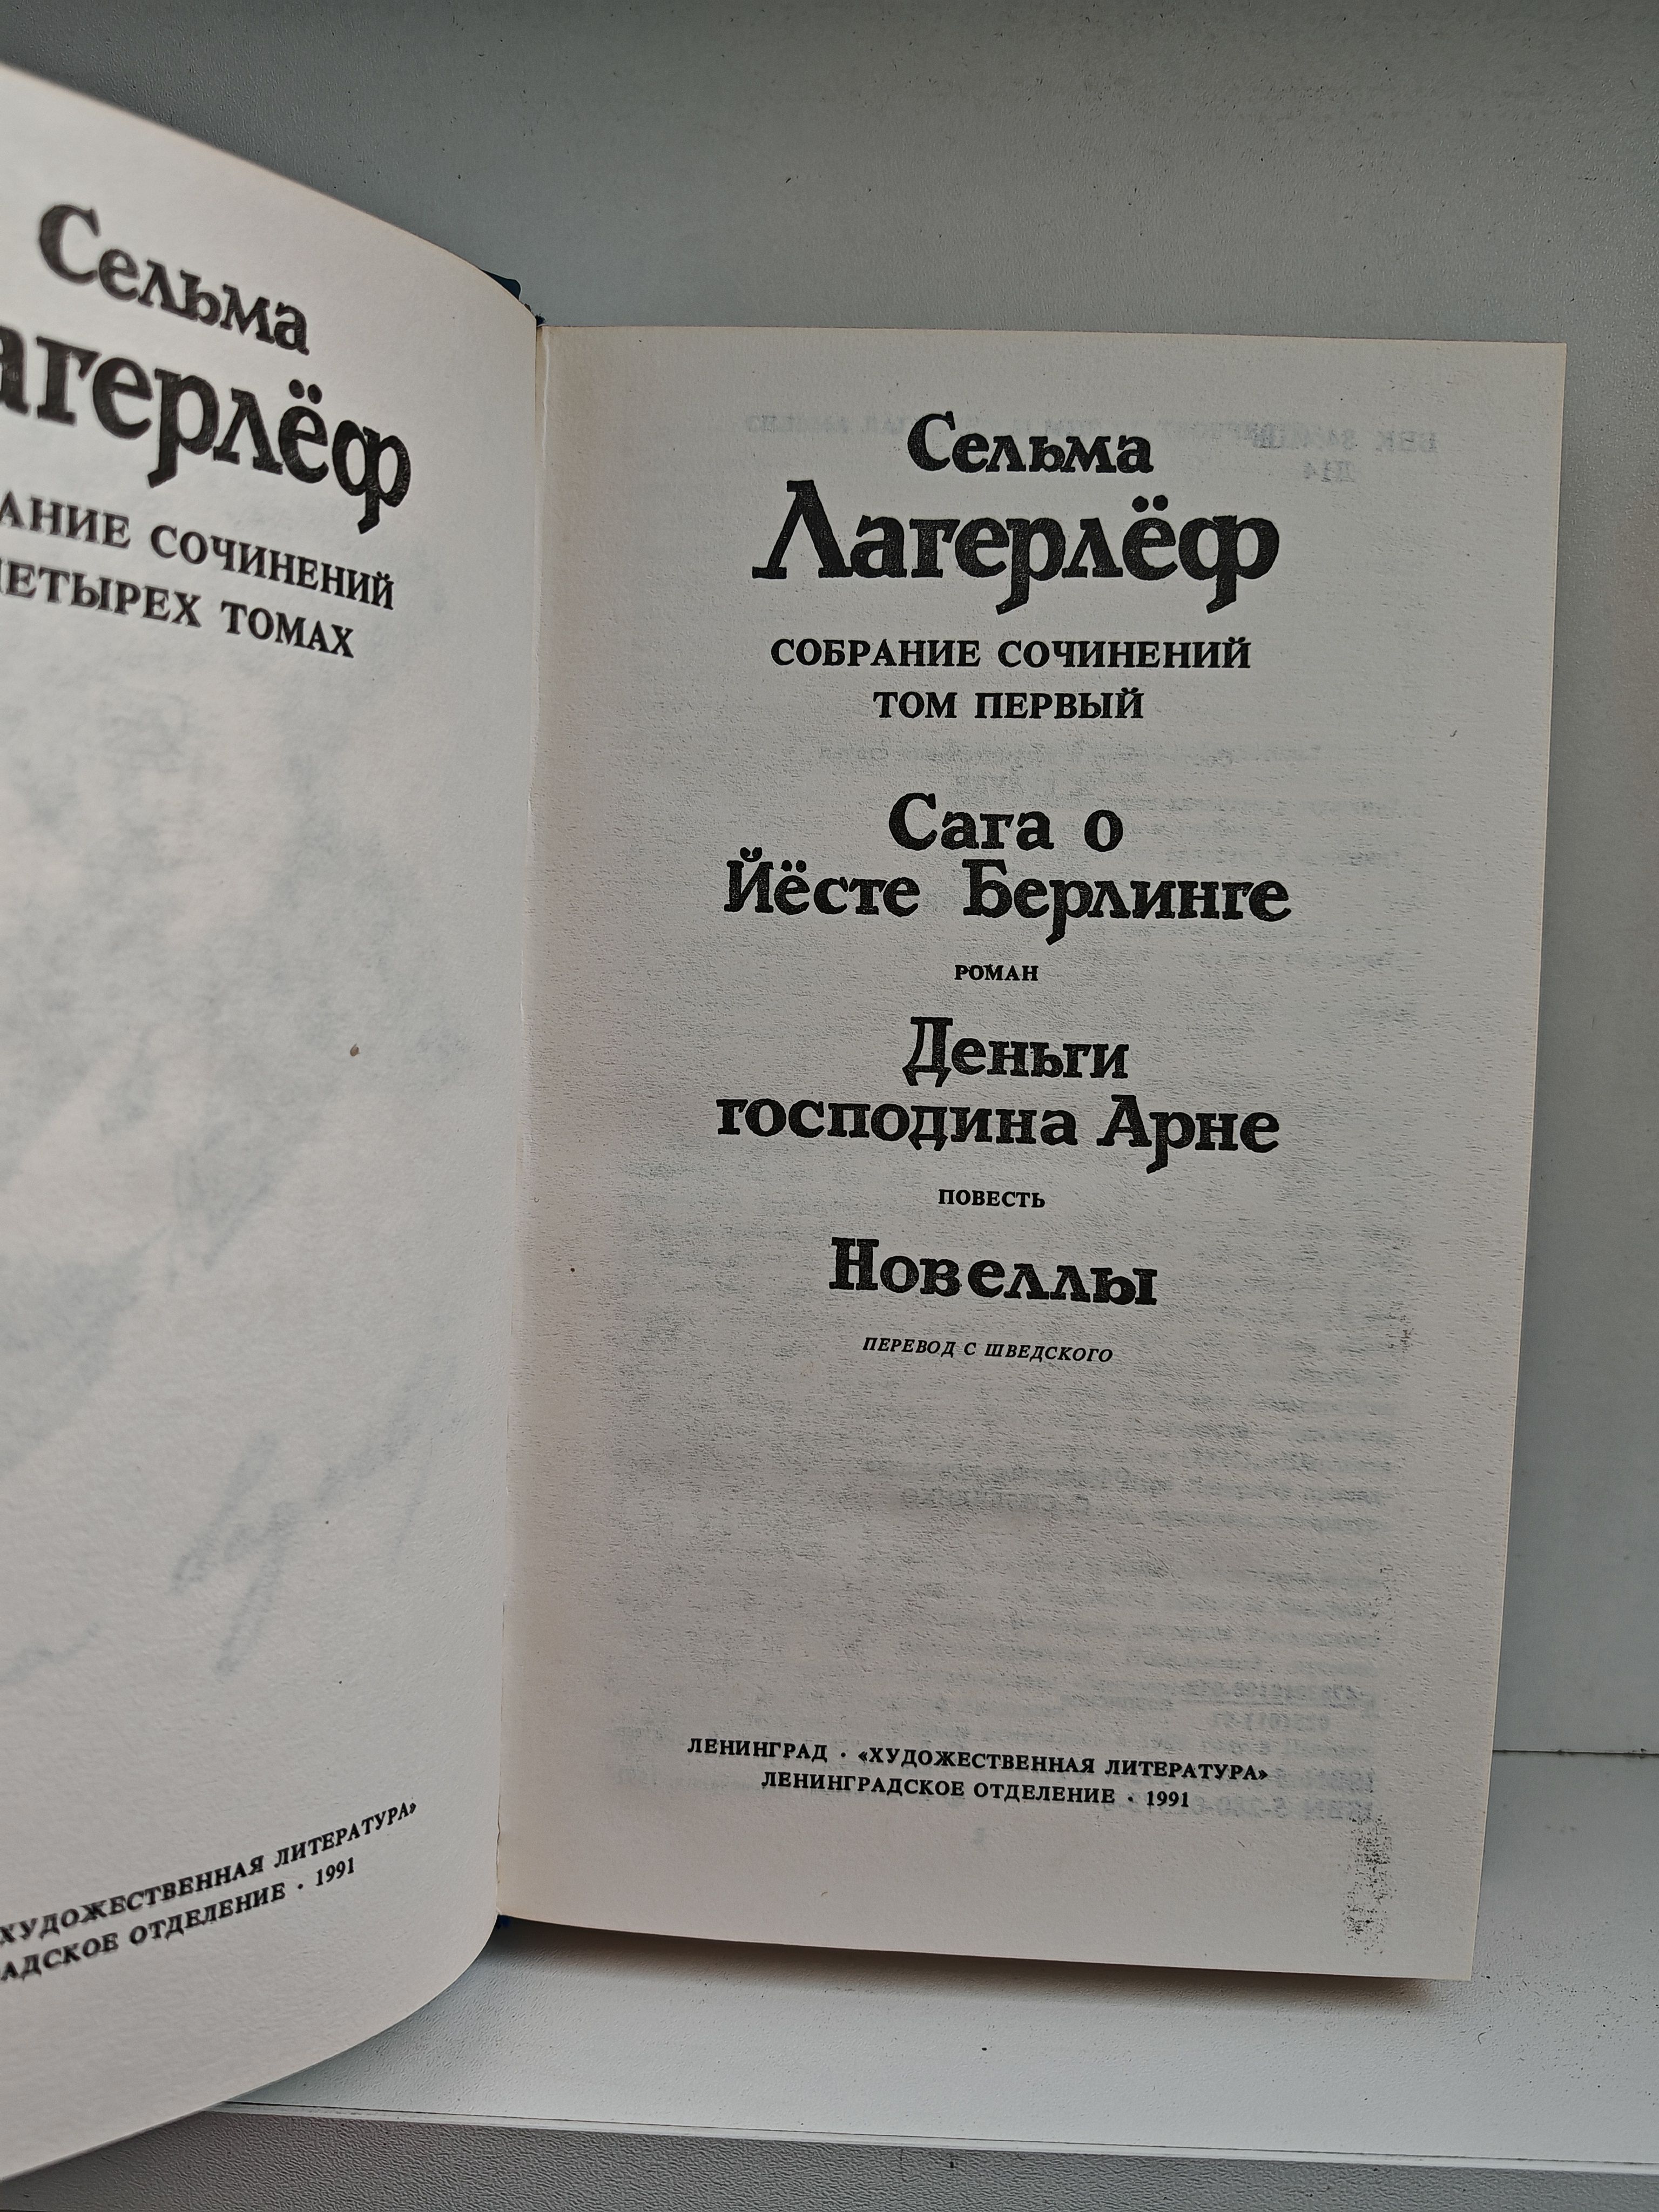 Сельма
агерлёф
АНИЕ СОЧИНЕНИЙ
ЕТЫРЕХ ТОМАХ
ХУДОЖЕСТВЕННАЯ ЛИТЕРАТУРА»
АДСКОЕ ОТДЕЛЕНИЕ · 1991
Сельма
Лагерлёф
СОБРАНИЕ СОЧИНЕНИЙ
ТОМ ПЕРВЫЙ
Сага о
Йёсте Берлинге
РОМАН
Деньги
господина Арне
ПОВЕСТЬ
Новеллы
ПЕРЕВОД С ШВЕДСКОГО
ЛЕНИНГРАД · «ХУДОЖЕСТВЕННАЯ ЛИТЕРАТУРА»
ЛЕНИНГРАДСКОЕ ОТДЕЛЕНИЕ · 1991